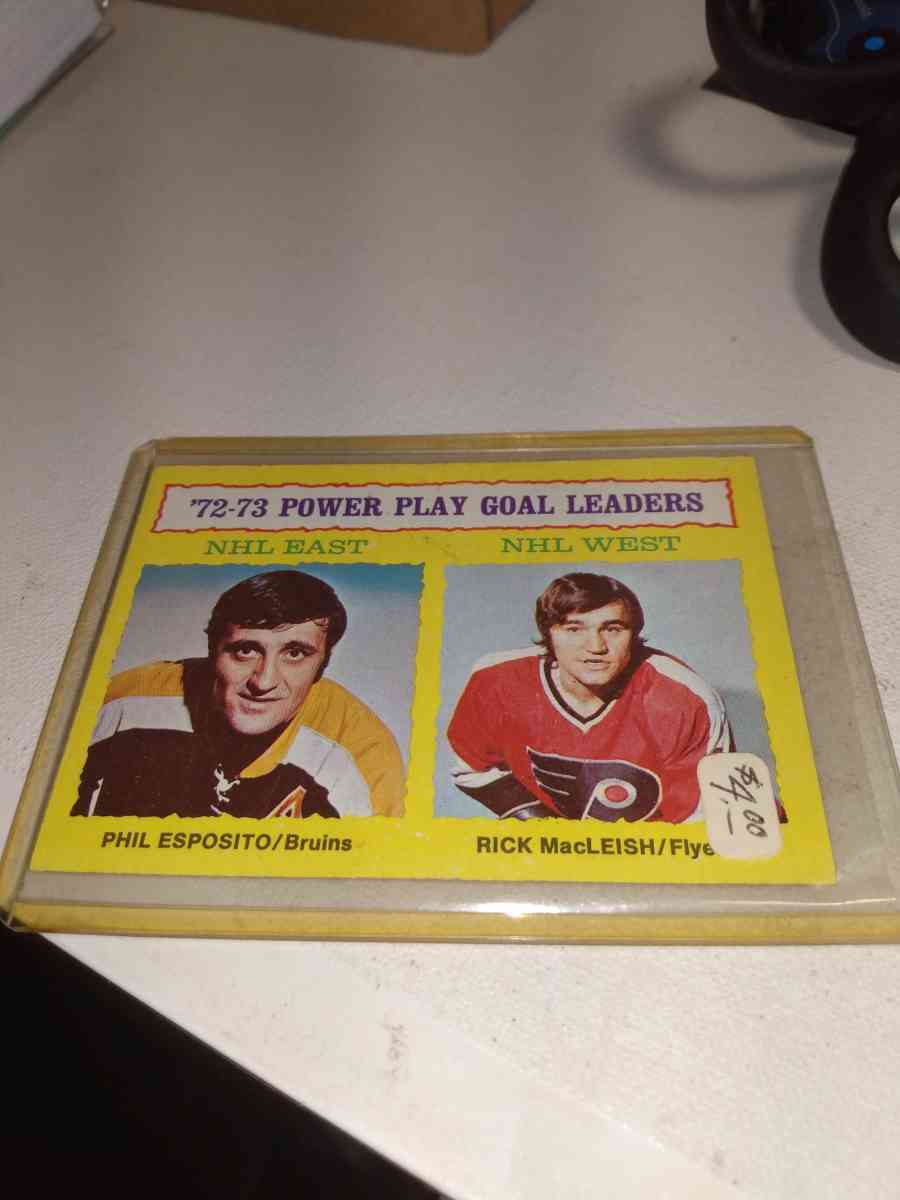 '72-73 POWER PLAY GOAL LEADERS
NHL EAST
NHL WEST
PHIL ESPOSITO/Bruins
RICK MacLEISH/Flye
$4.00